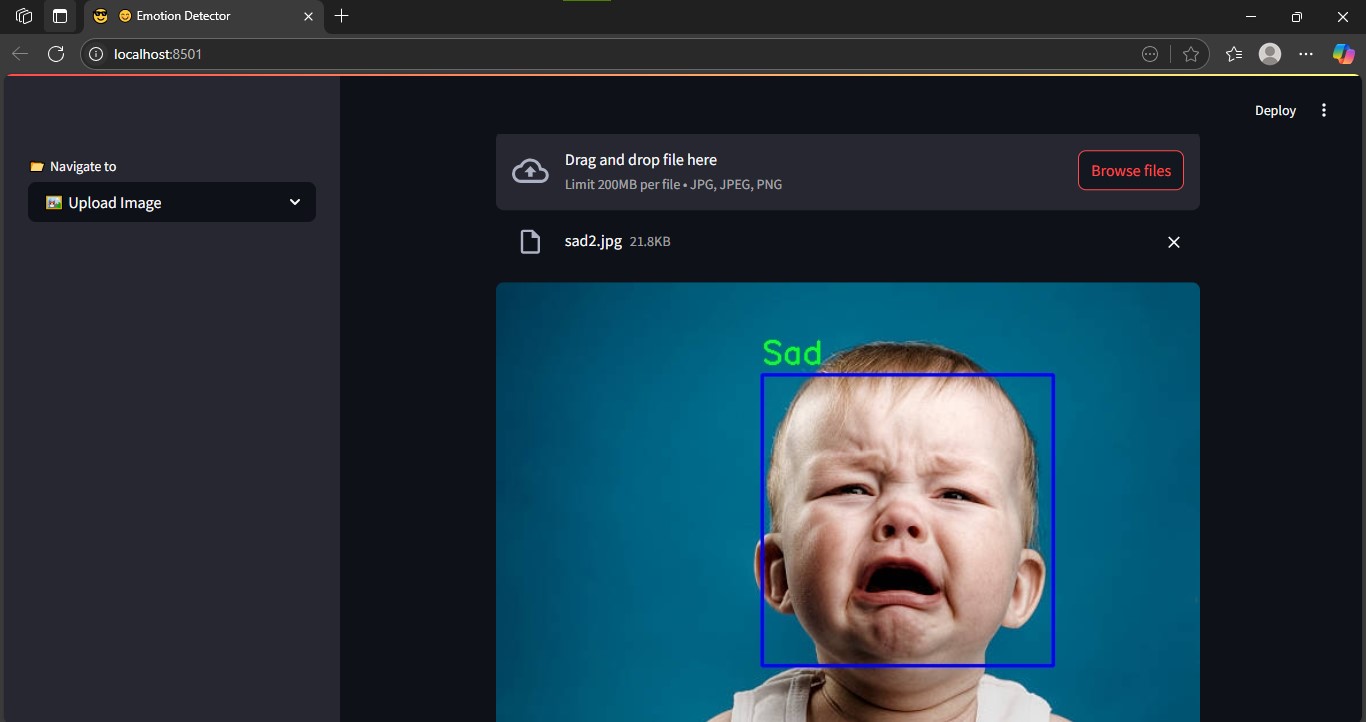 😊 Emotion Detector
localhost:8501
Deploy
Navigate to
Upload Image
Drag and drop file here
Limit 200MB per file • JPG, JPEG, PNG
Browse files
sad2.jpg 21.8KB
Sad